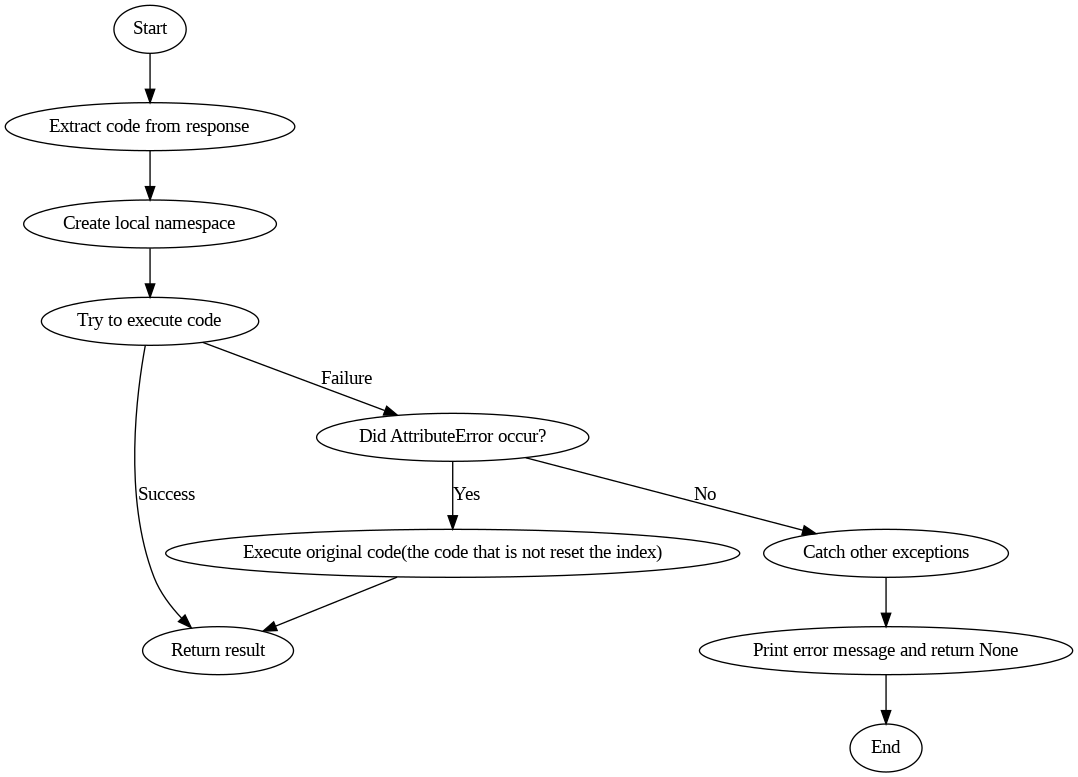 Start
Extract code from response
Create local namespace
Try to execute code
Failure
Did AttributeError occur?
Success
Yes
No
Execute original code(the code that is not reset the index)
Catch other exceptions
Return result
Print error message and return None
End